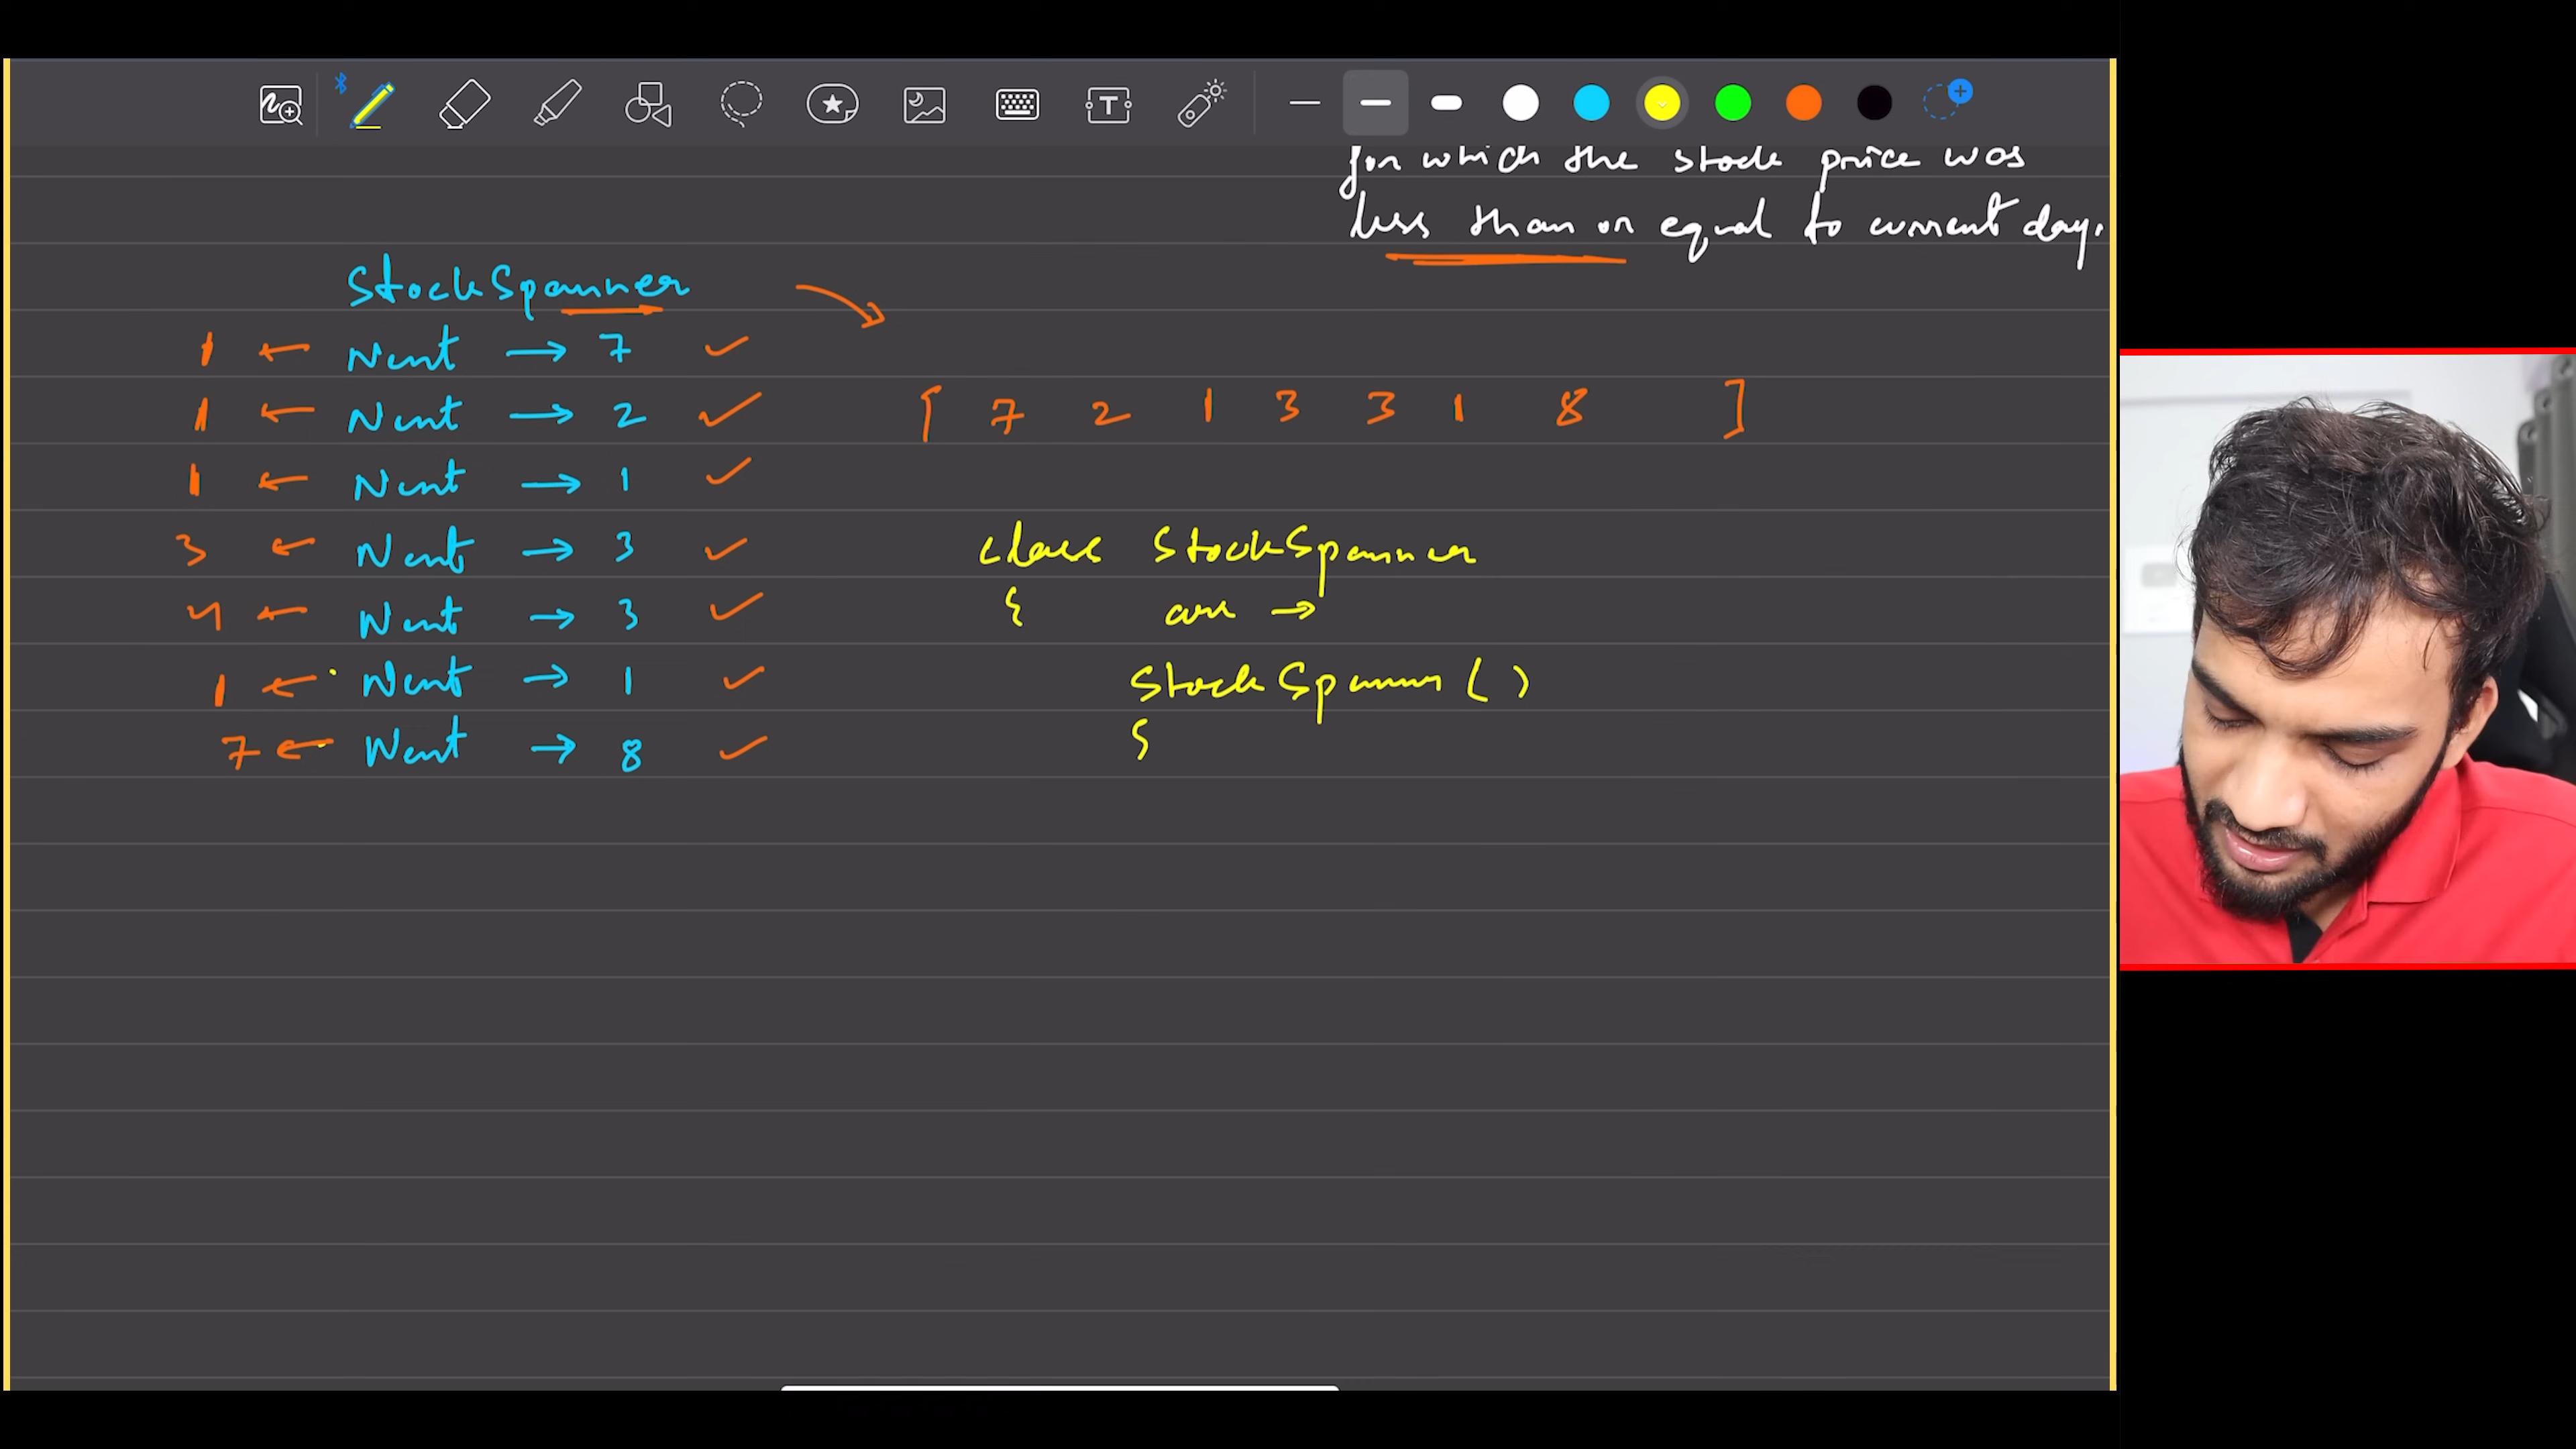 for which the stock price was
less than or equal to current day.
StockSpanner
1 ← Next → 7 ✓
1 ← Next → 2 ✓
1 ← Next → 1 ✓
3 ← Next → 3 ✓
4 ← Next → 3 ✓
1 ← Next → 1 ✓
7 ← Next → 8 ✓
[ 7 2 1 3 3 1 8 ]
class StockSpanner
{ arr →
StockSpanner ( )
{